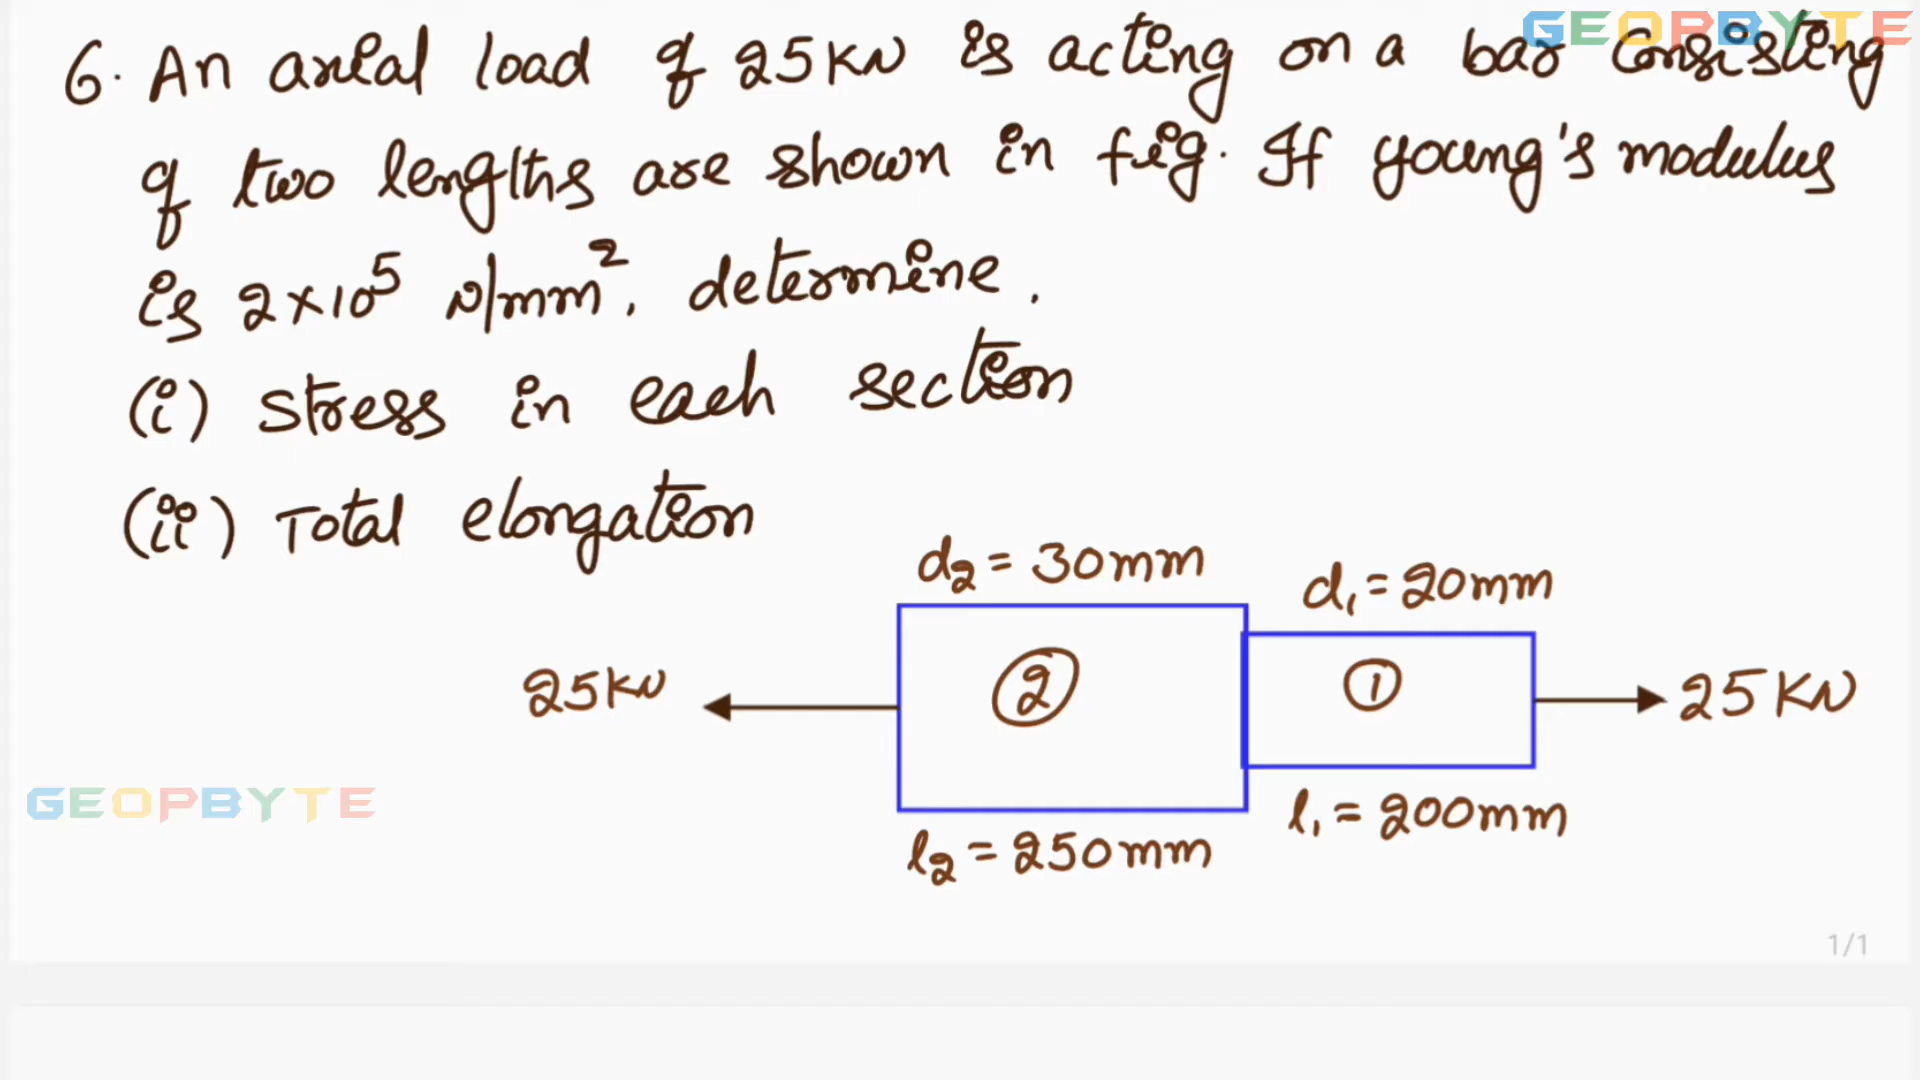 GEOPBYTE
6. An axial load of 25KN is acting on a bar consisting
of two lengths are shown in fig. If young's modulus
is 2×10⁵ N/mm², determine.
(i) stress in each section
(ii) Total elongation
d₂ = 30mm
d₁ = 20mm
25KN
②
①
25KN
GEOPBYTE
l₁ = 200mm
l₂ = 250mm
1/1